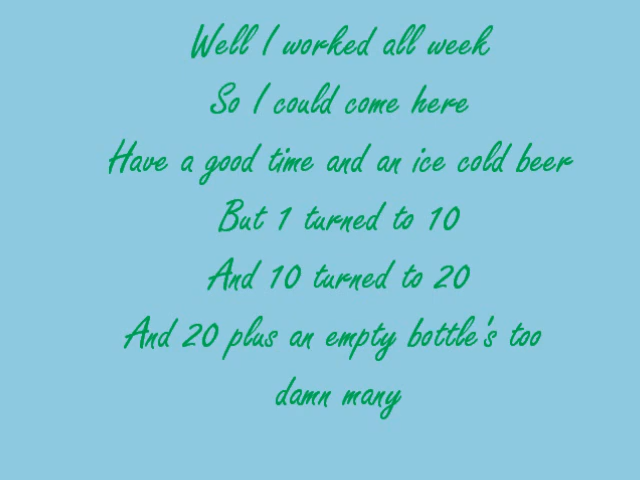 Well I worked all week
So I could come here
Have a good time and an ice cold beer
But 1 turned to 10
And 10 turned to 20
And 20 plus an empty bottle's too
damn many